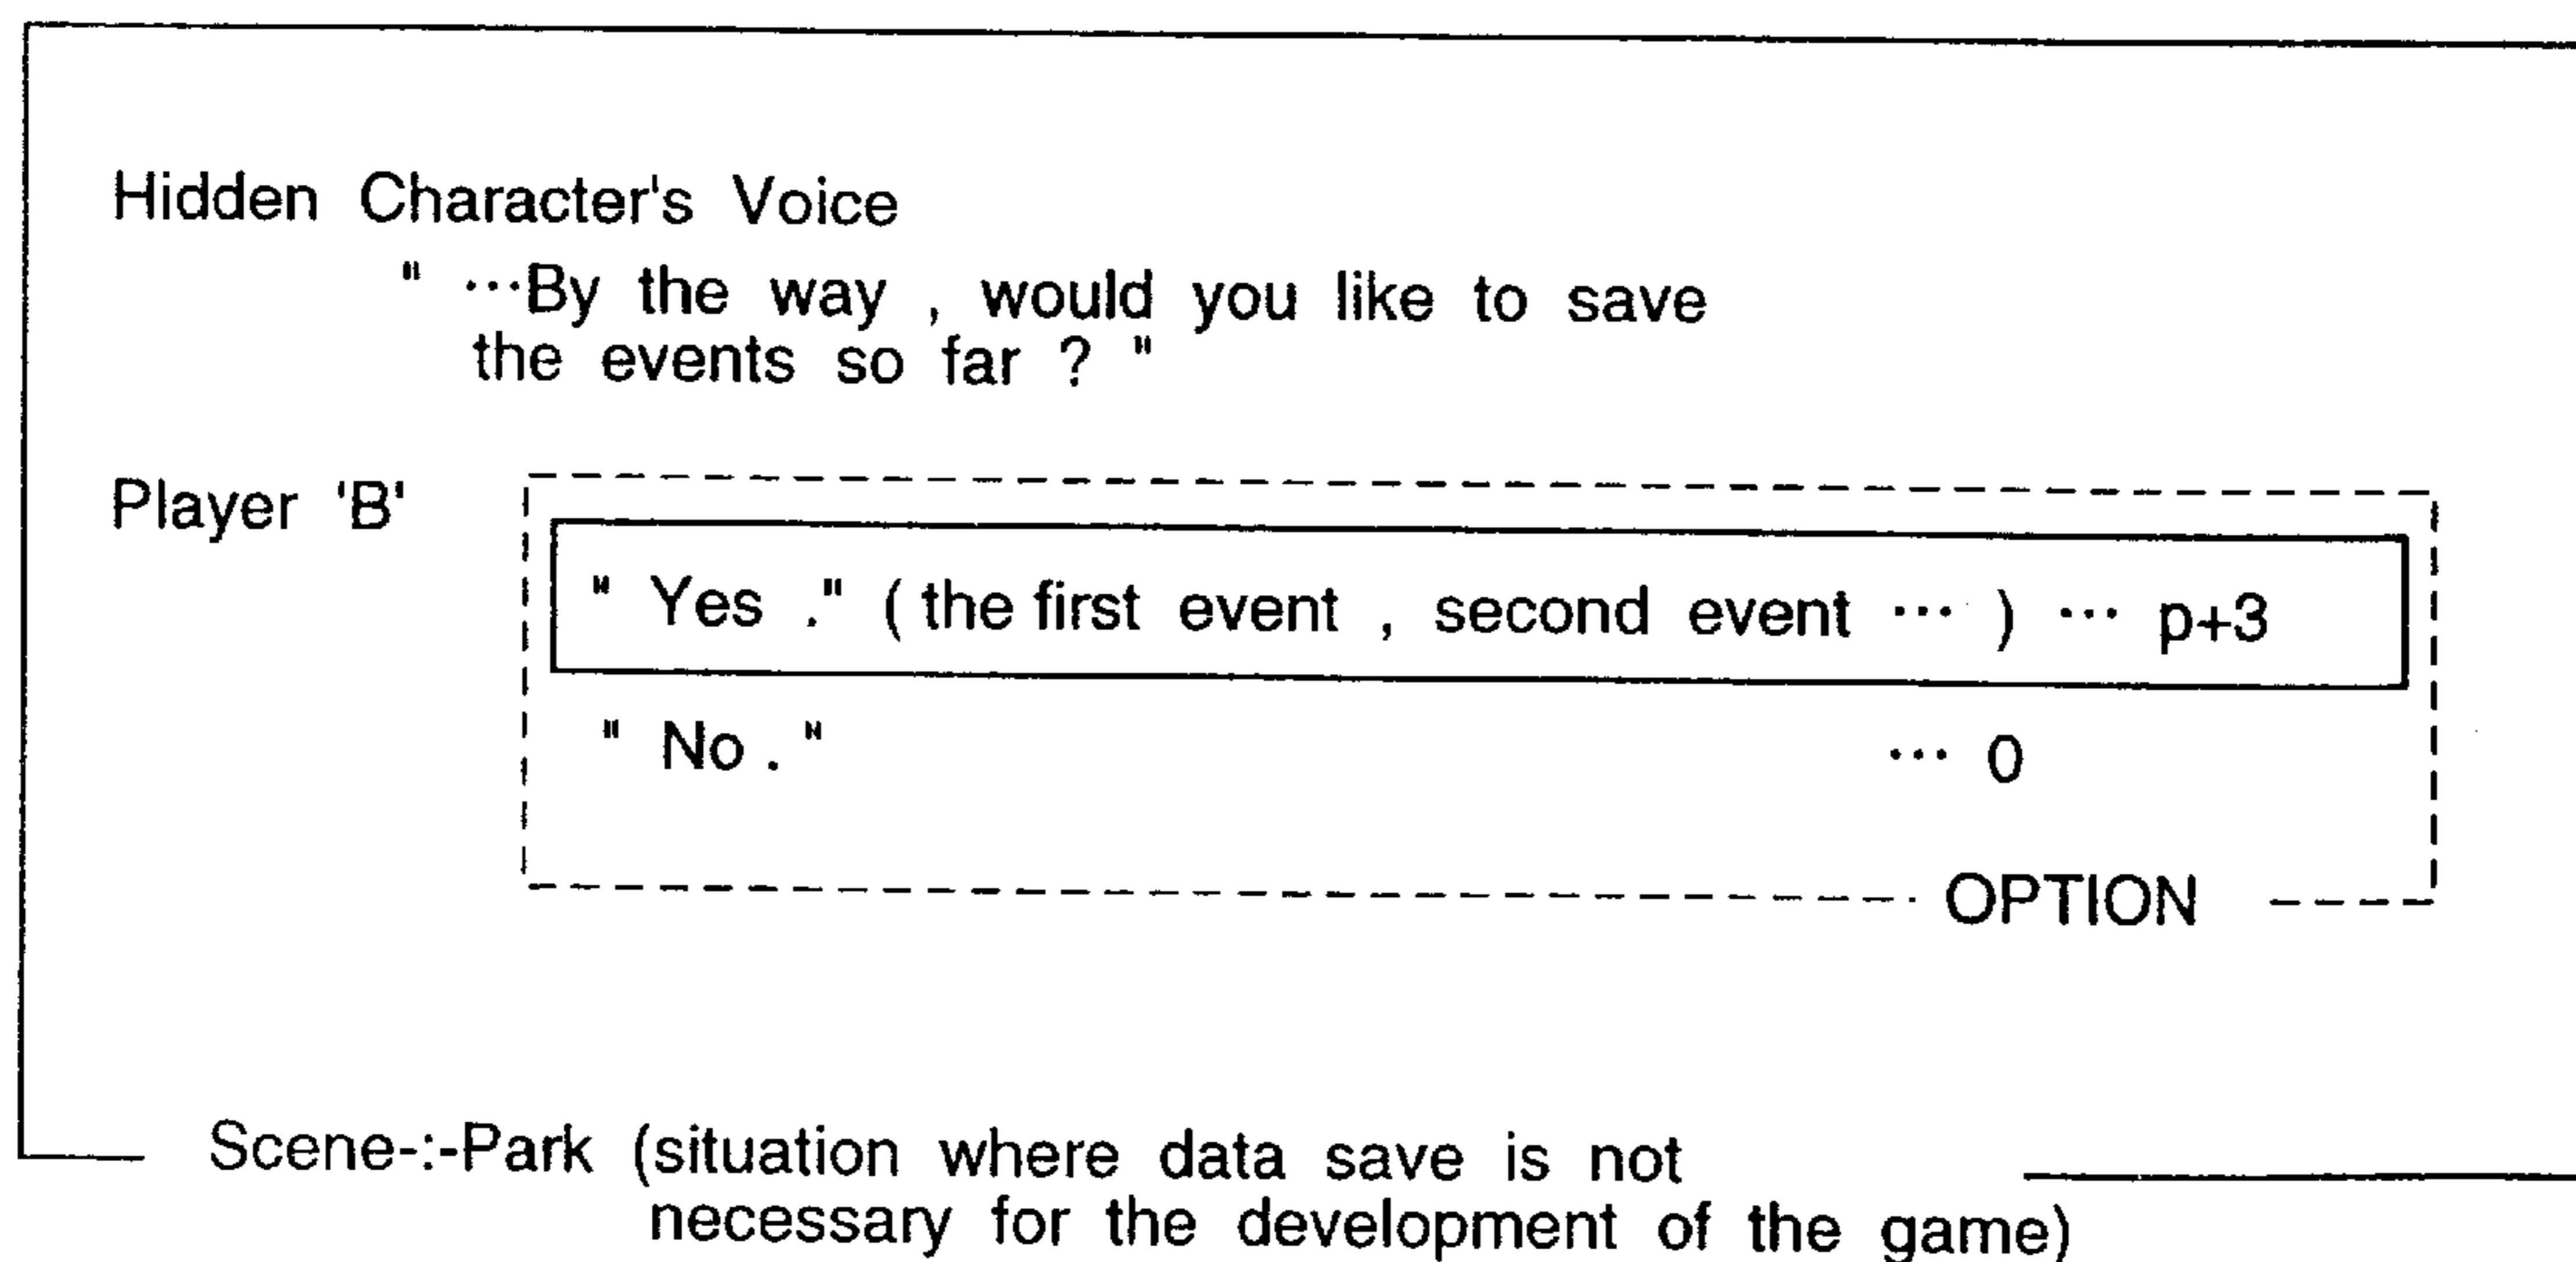 Hidden Character's Voice
" ···By the way , would you like to save
the events so far ? "
Player 'B'
" Yes ." ( the first event , second event ··· ) ··· p+3
" No . " ··· 0
OPTION
Scene-:-Park (situation where data save is not
necessary for the development of the game)